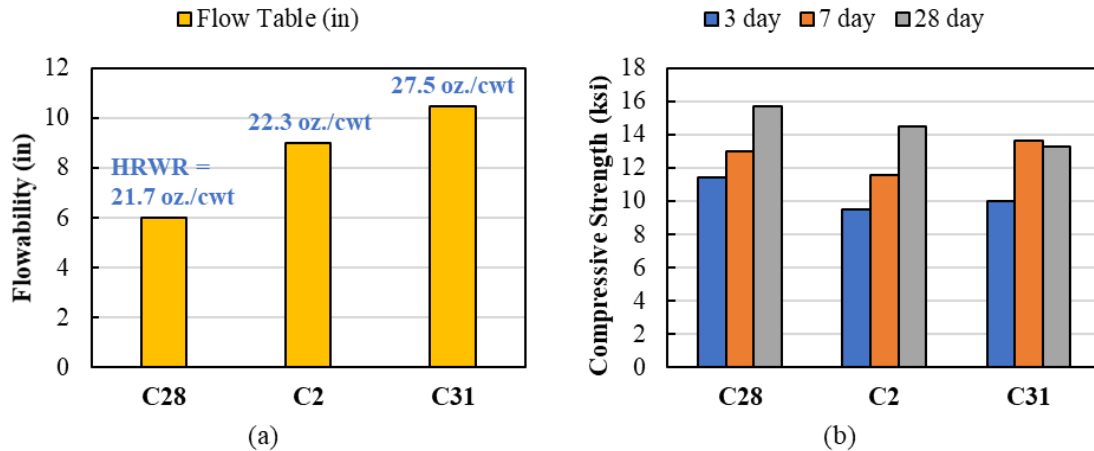 Flow Table (in)
Flowability (in)
12
10
8
6
4
2
0
HRWR =
21.7 oz./cwt
22.3 oz./cwt
27.5 oz./cwt
C28 C2 C31
(a)
3 day 7 day 28 day
Compressive Strength (ksi)
18
16
14
12
10
8
6
4
2
0
C28 C2 C31
(b)